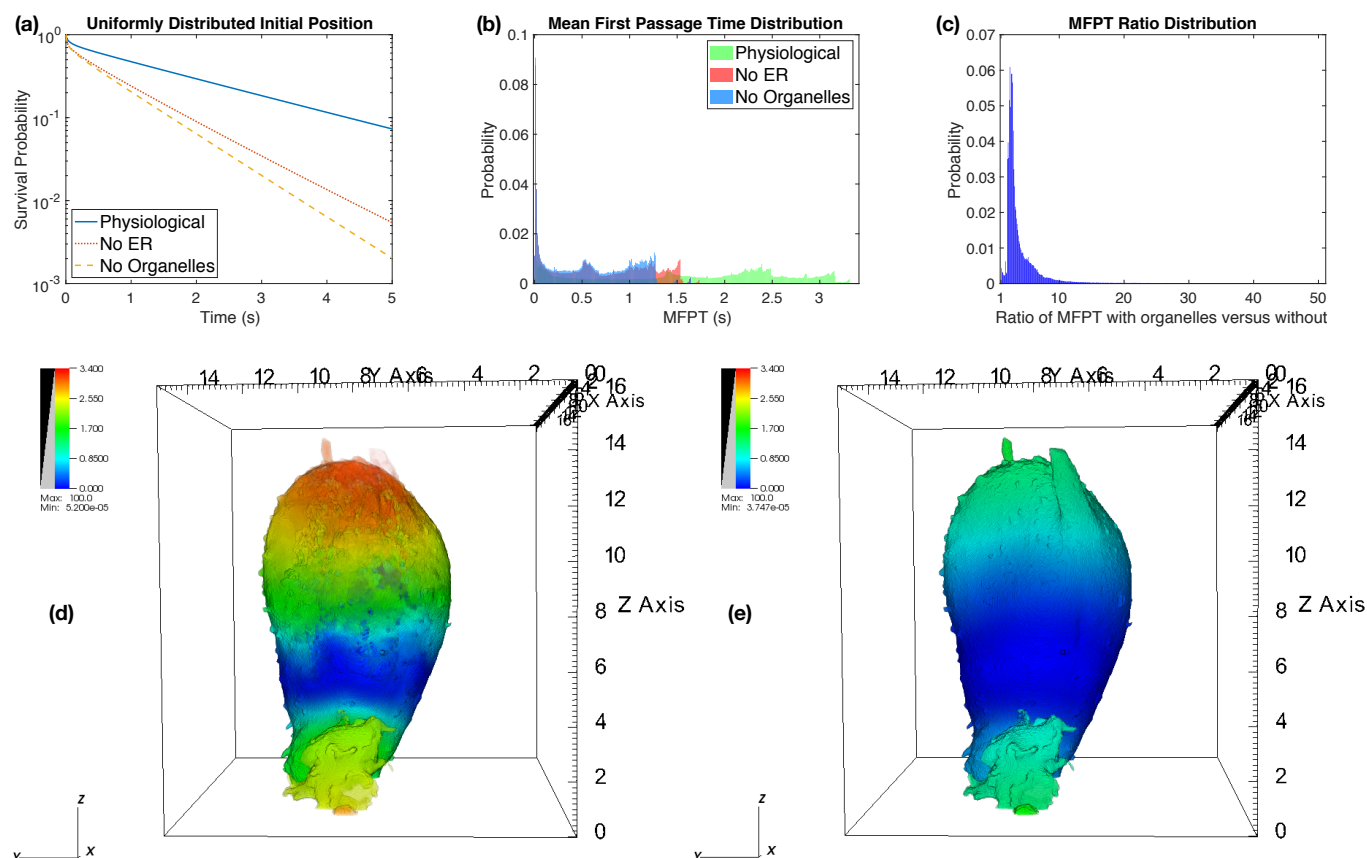 (a) Uniformly Distributed Initial Position
10⁰
10⁻¹
10⁻²
10⁻³
Survival Probability
Physiological
No ER
No Organelles
0 1 2 3 4 5
Time (s)
(b) Mean First Passage Time Distribution
0.1
0.08
0.06
0.04
0.02
0
Probability
Physiological
No ER
No Organelles
0 0.5 1 1.5 2 2.5 3
MFPT (s)
(c) MFPT Ratio Distribution
0.07
0.06
0.05
0.04
0.03
0.02
0.01
0
Probability
1 10 20 30 40 50
Ratio of MFPT with organelles versus without
3.400
2.550
1.700
0.8500
0.000
Max: 100.0
Min: 5.200e-05
14 12 10 8 Y Axis 6 4 2 0
16
X Axis
14
12
10
8
Z Axis
6
4
2
0
(d)
z
Y X
3.400
2.550
1.700
0.8500
0.000
Max: 100.0
Min: 3.747e-05
14 12 10 8 Y Axis 6 4 2 0
16
X Axis
14
12
10
8
Z Axis
6
4
2
0
(e)
z
Y X